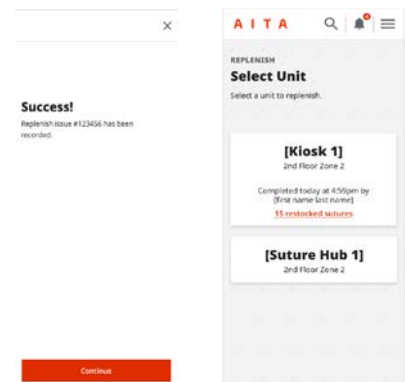 Success!
Replenish issue #123456 has been
recorded.
Continue
AITA
4
REPLENISH
Select Unit
Select a unit to replenish.
[Kiosk 1]
2nd Floor Zone 2
Completed today at 4:59pm by
[first name last name]
15 restocked sutures
[Suture Hub 1]
2nd Floor Zone 2